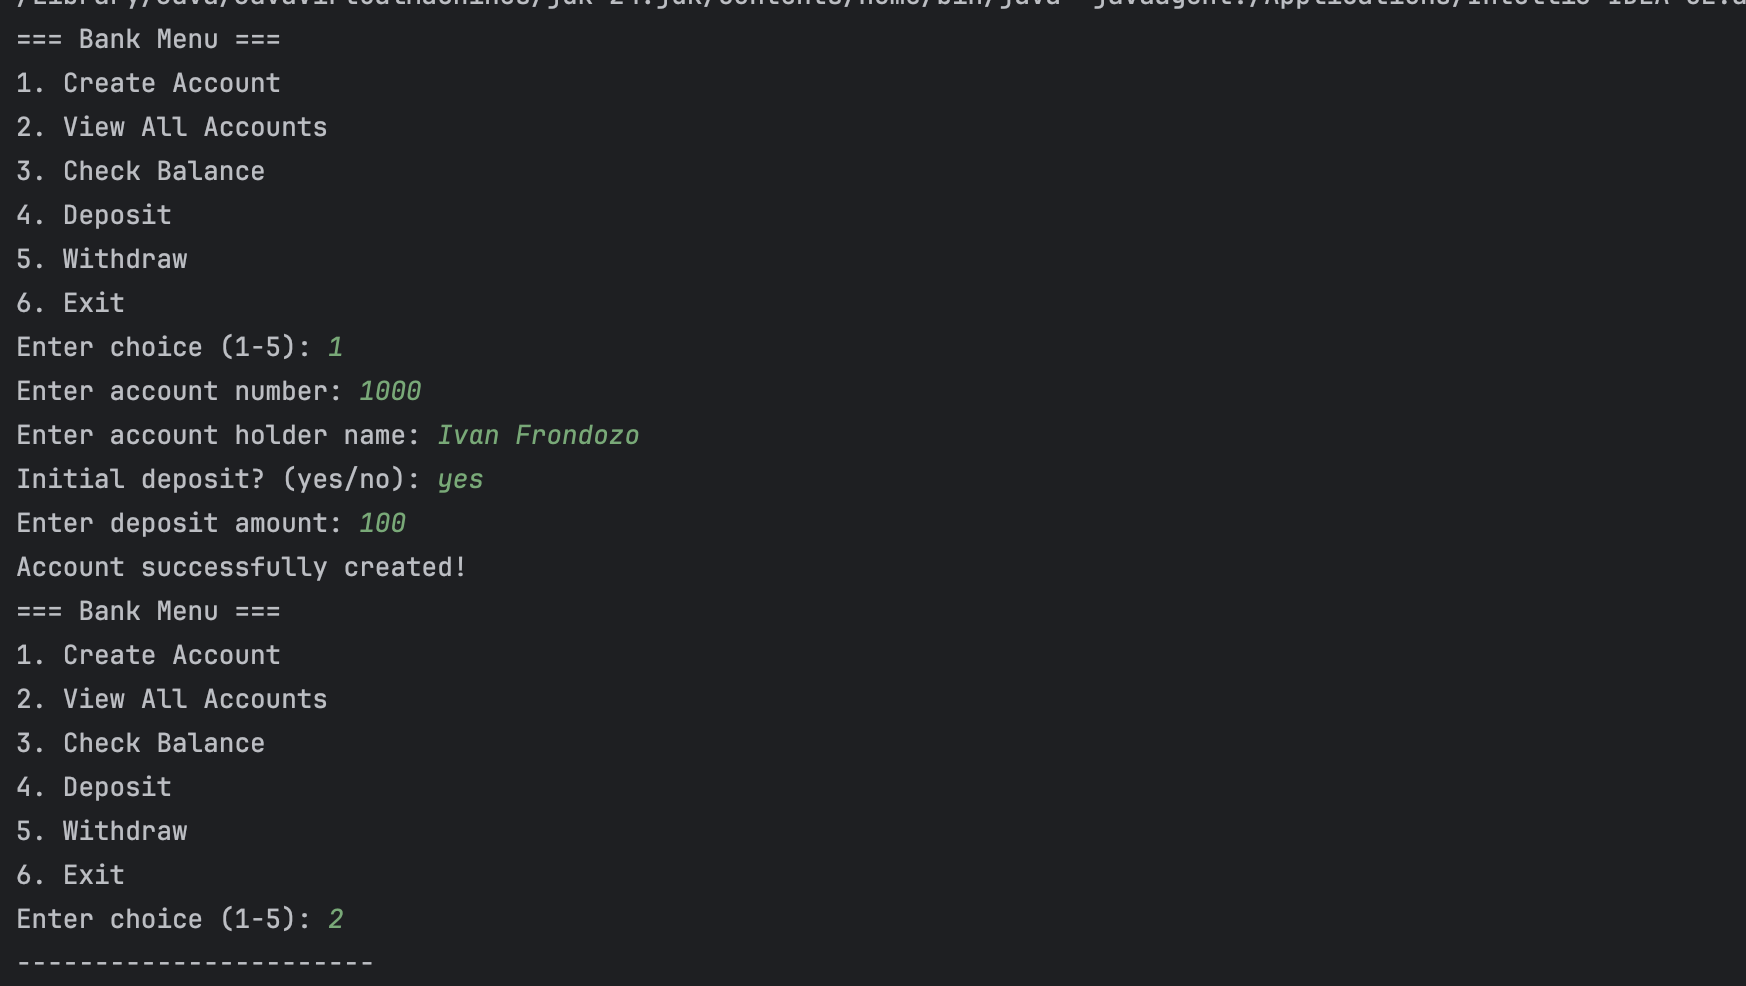 === Bank Menu ===
1. Create Account
2. View All Accounts
3. Check Balance
4. Deposit
5. Withdraw
6. Exit
Enter choice (1-5): 1
Enter account number: 1000
Enter account holder name: Ivan Frondozo
Initial deposit? (yes/no): yes
Enter deposit amount: 100
Account successfully created!
=== Bank Menu ===
1. Create Account
2. View All Accounts
3. Check Balance
4. Deposit
5. Withdraw
6. Exit
Enter choice (1-5): 2
-----------------------